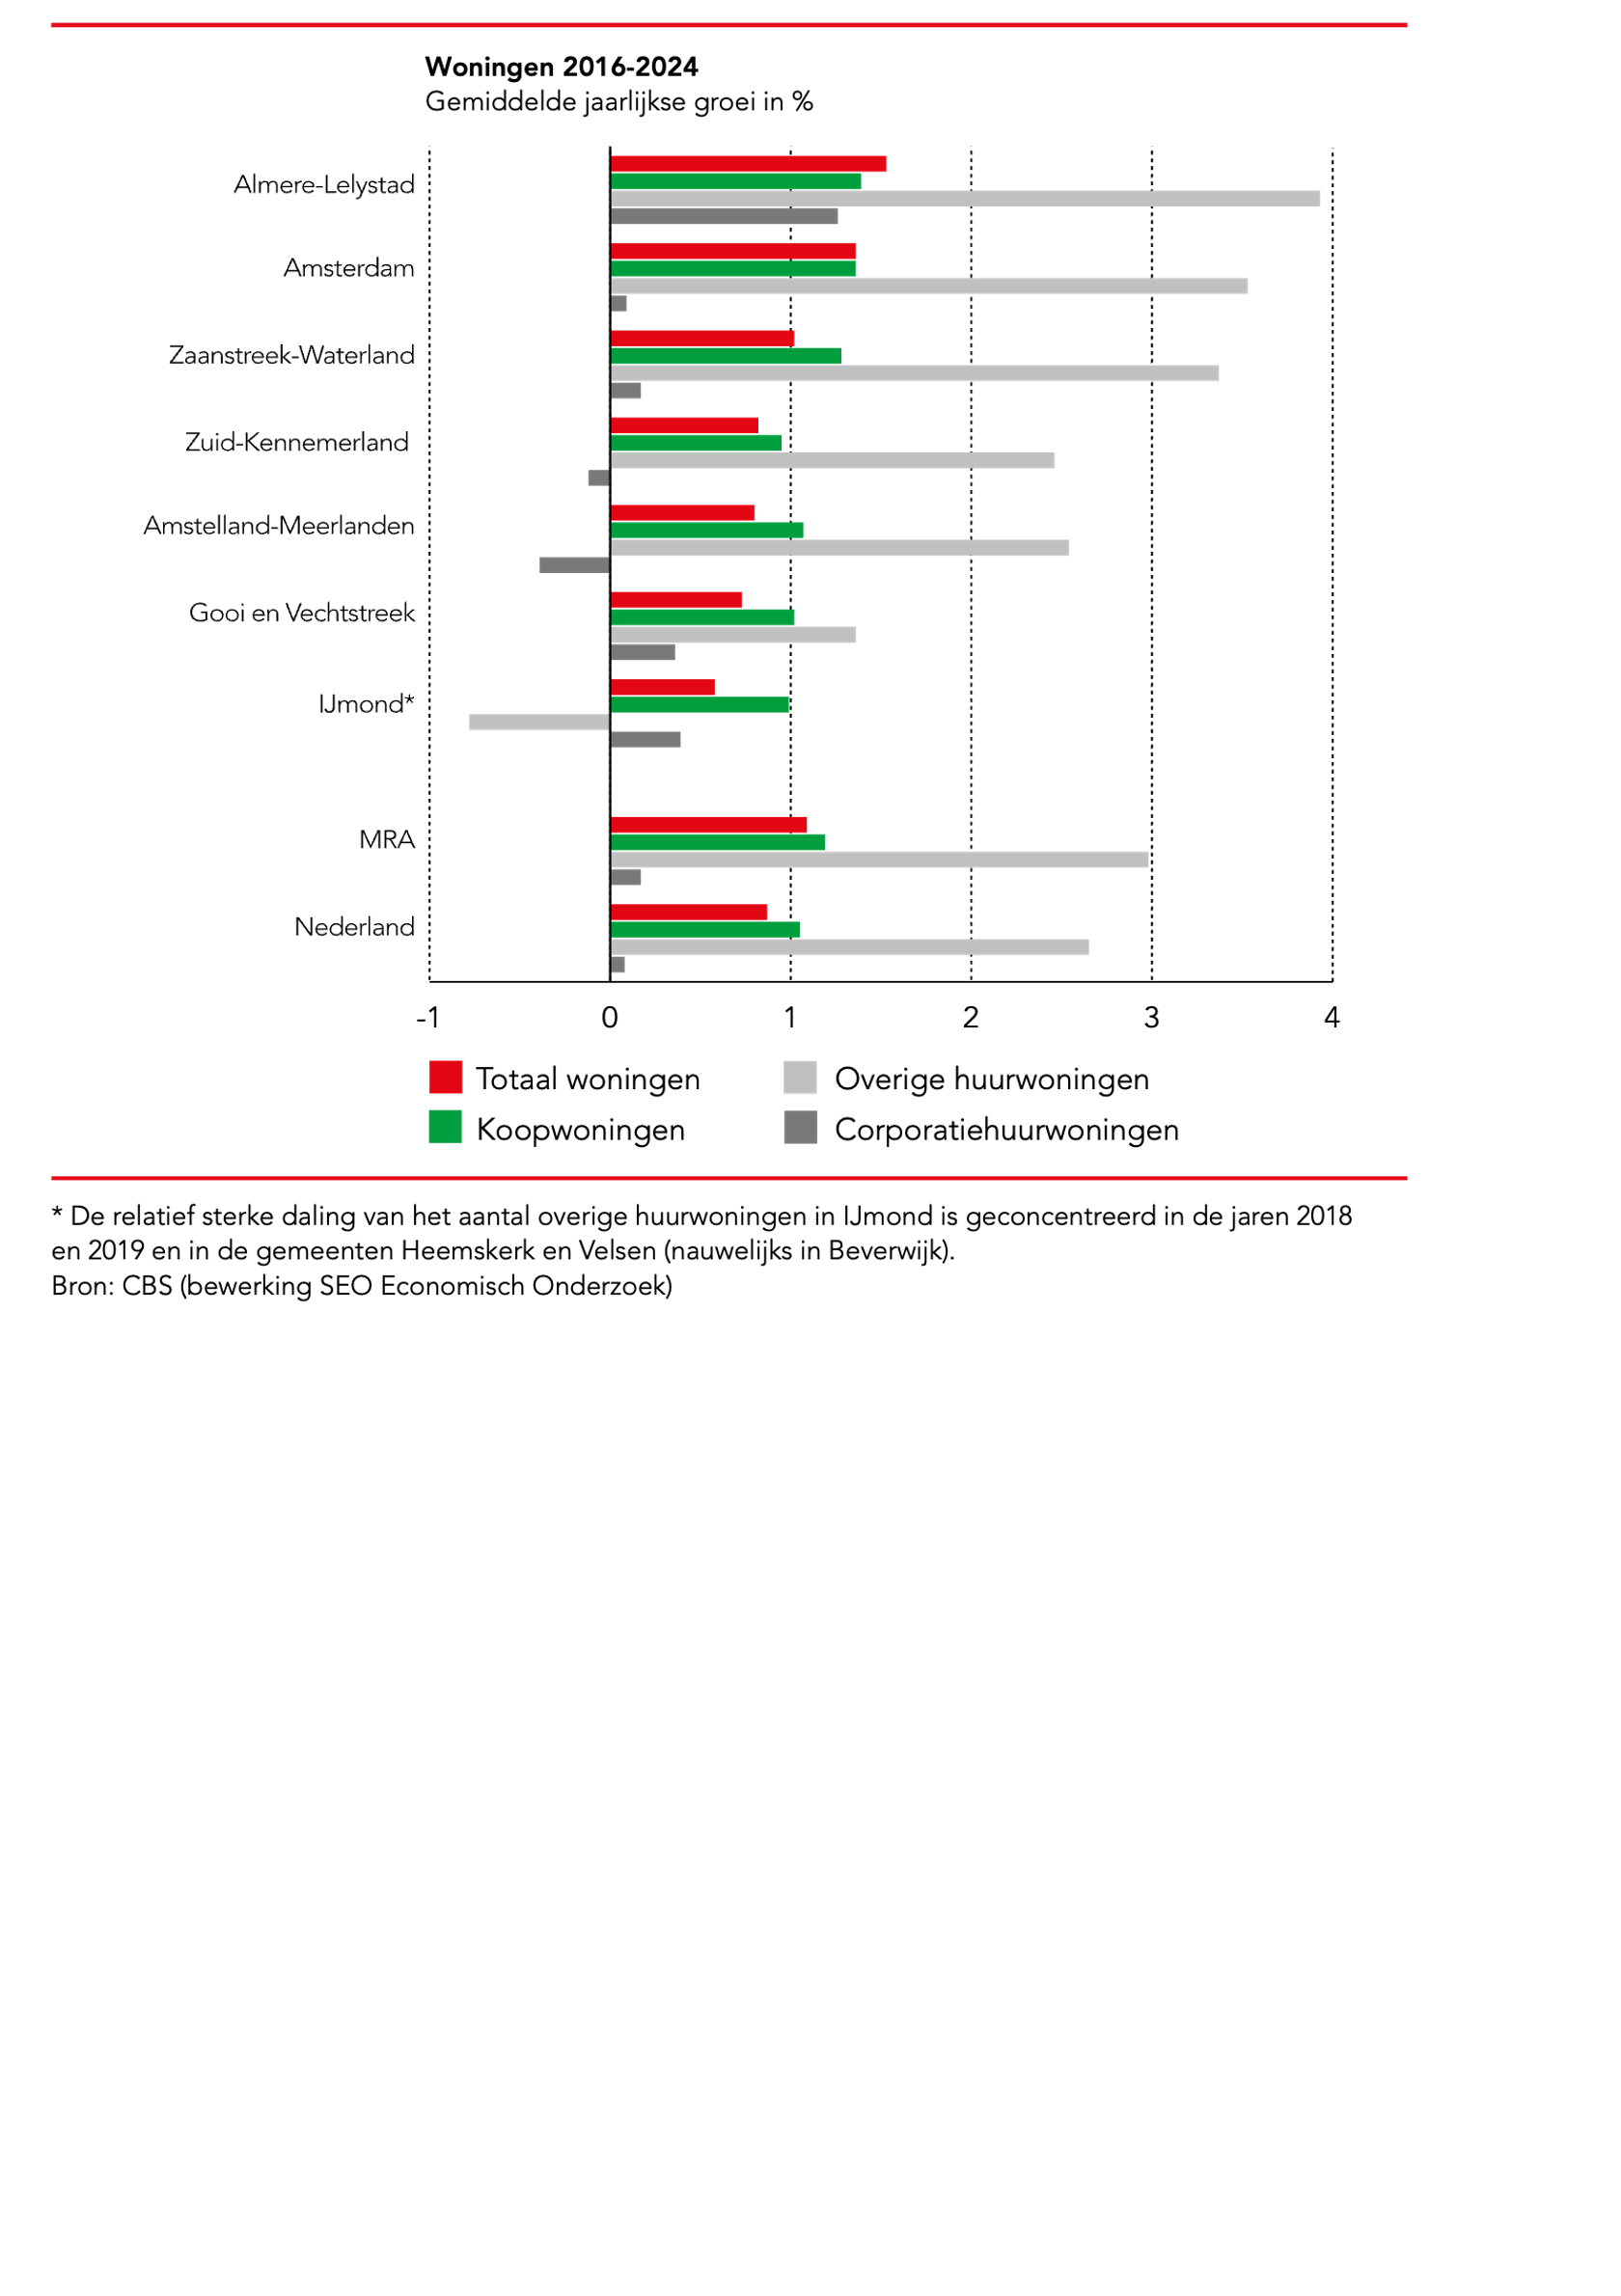 Woningen 2016-2024
Gemiddelde jaarlijkse groei in %
Almere-Lelystad
Amsterdam
Zaanstreek-Waterland
Zuid-Kennemerland
Amstelland-Meerlanden
Gooi en Vechtstreek
IJmond*
MRA
Nederland
-1 0 1 2 3 4
Totaal woningen
Overige huurwoningen
Koopwoningen
Corporatiehuurwoningen
* De relatief sterke daling van het aantal overige huurwoningen in IJmond is geconcentreerd in de jaren 2018
en 2019 en in de gemeenten Heemskerk en Velsen (nauwelijks in Beverwijk).
Bron: CBS (bewerking SEO Economisch Onderzoek)